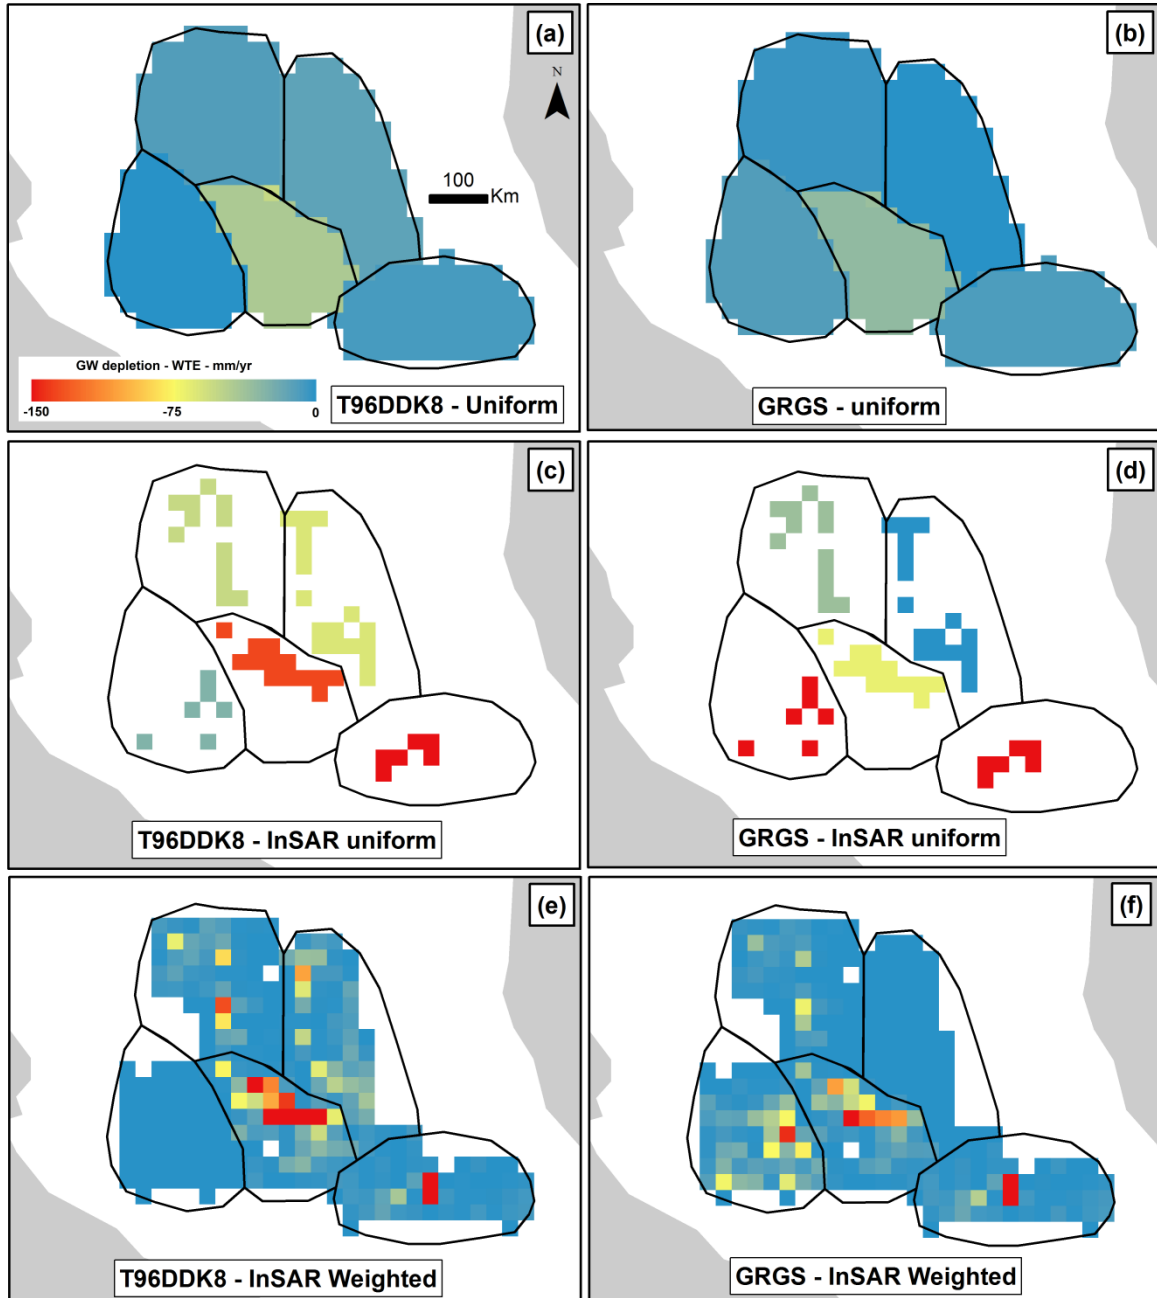 (a)
(b)
N
100
Km
GW depletion - WTE - mm/yr
-150
-75
0
T96DDK8 - Uniform
GRGS - uniform
(c)
(d)
T96DDK8 - InSAR uniform
GRGS - InSAR uniform
(e)
(f)
T96DDK8 - InSAR Weighted
GRGS - InSAR Weighted